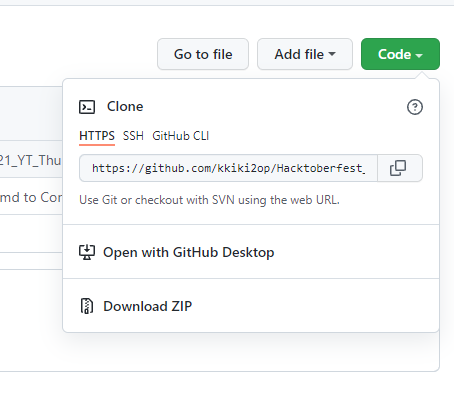 Go to file Add file Code
Clone
HTTPS SSH GitHub CLI
21_YT_Thu
https://github.com/kkiki2op/Hacktoberfest_
md to Con
Use Git or checkout with SVN using the web URL.
Open with GitHub Desktop
Download ZIP